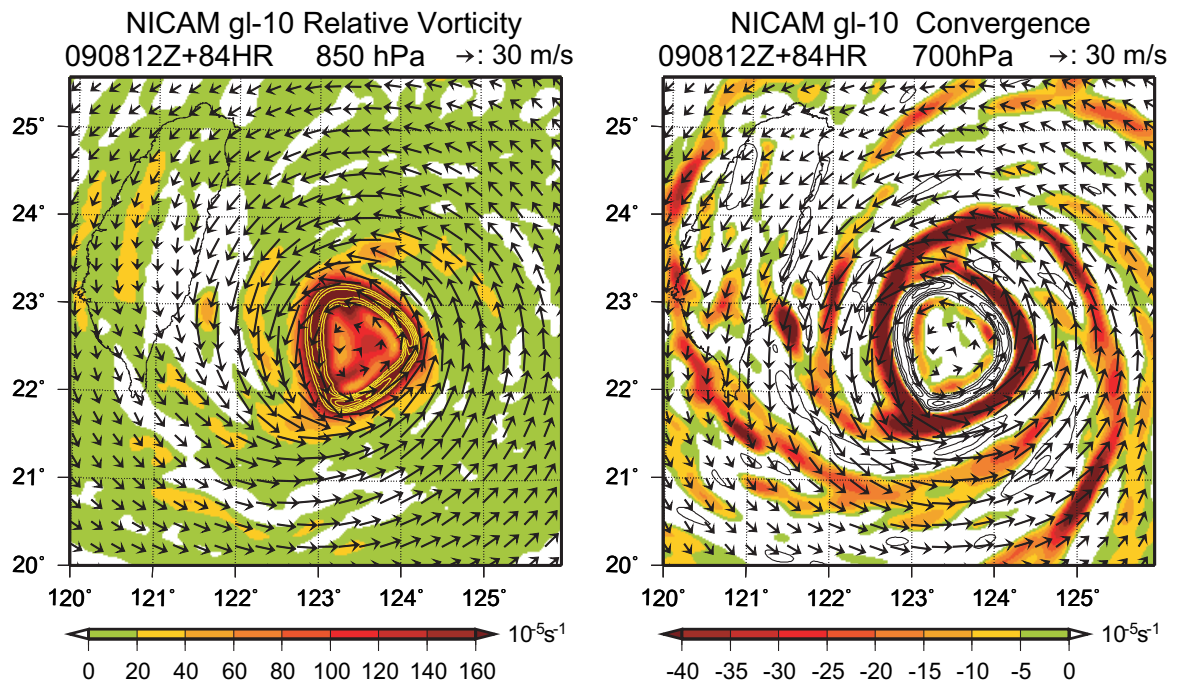 NICAM gl-10 Relative Vorticity
090812Z+84HR 850 hPa →: 30 m/s
25˚
24˚
23˚
22˚
21˚
20˚
120˚ 121˚ 122˚ 123˚ 124˚ 125˚
0 20 40 60 80 100 120 140 160
10⁻⁵s⁻¹
NICAM gl-10 Convergence
090812Z+84HR 700hPa →: 30 m/s
25˚
24˚
23˚
22˚
21˚
20˚
120˚ 121˚ 122˚ 123˚ 124˚ 125˚
-40 -35 -30 -25 -20 -15 -10 -5 0
10⁻⁵s⁻¹